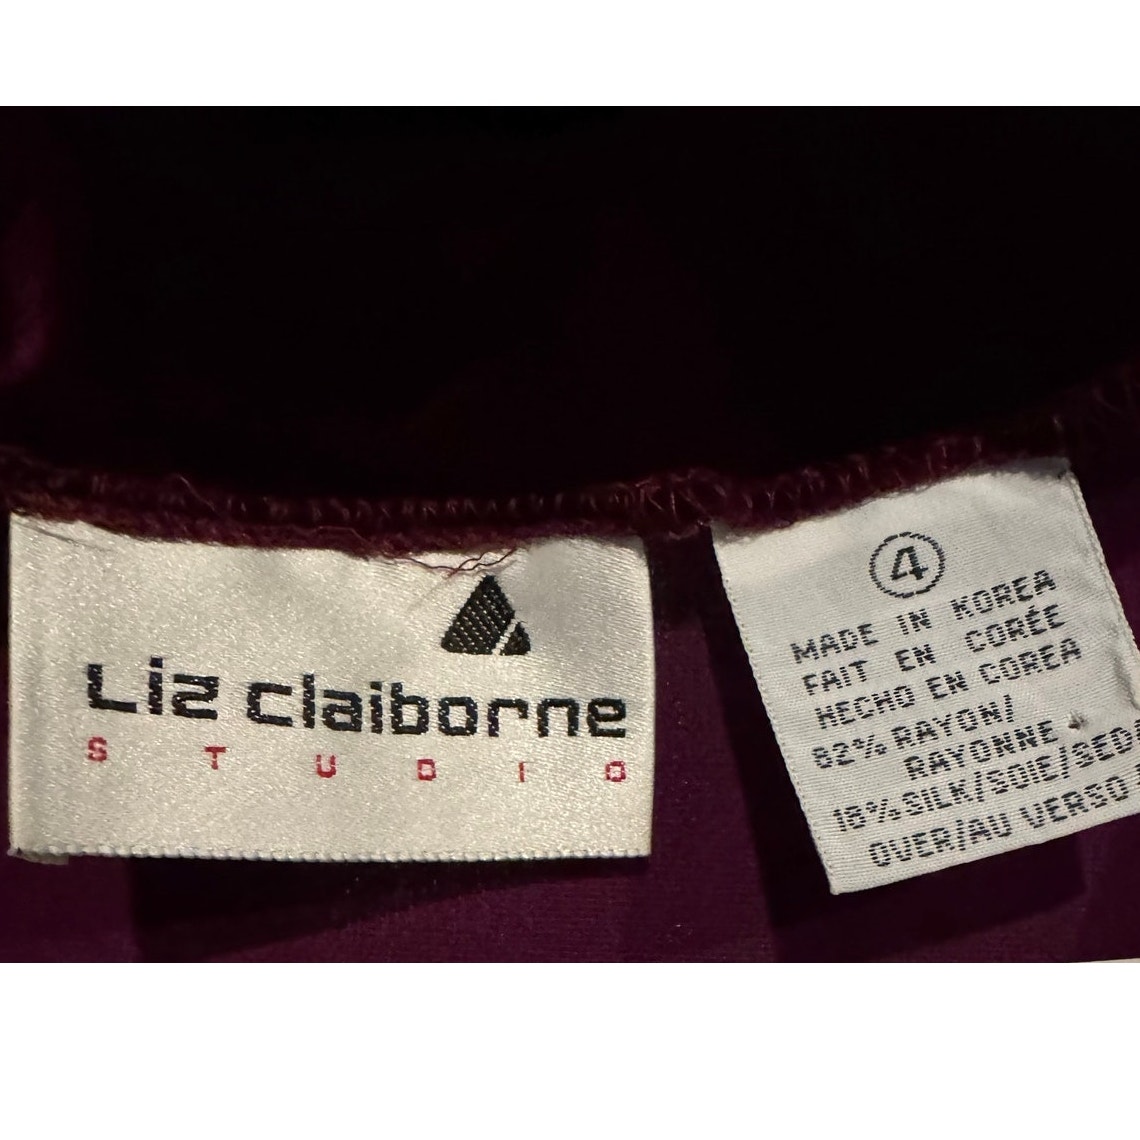 Liz claiborne
STUDIO
4
MADE IN KOREA
FAIT EN CORÉE
HECHO EN COREA
82% RAYON/
RAYONNE
18% SILK/SOIE/SED
OVER/AU VERSO